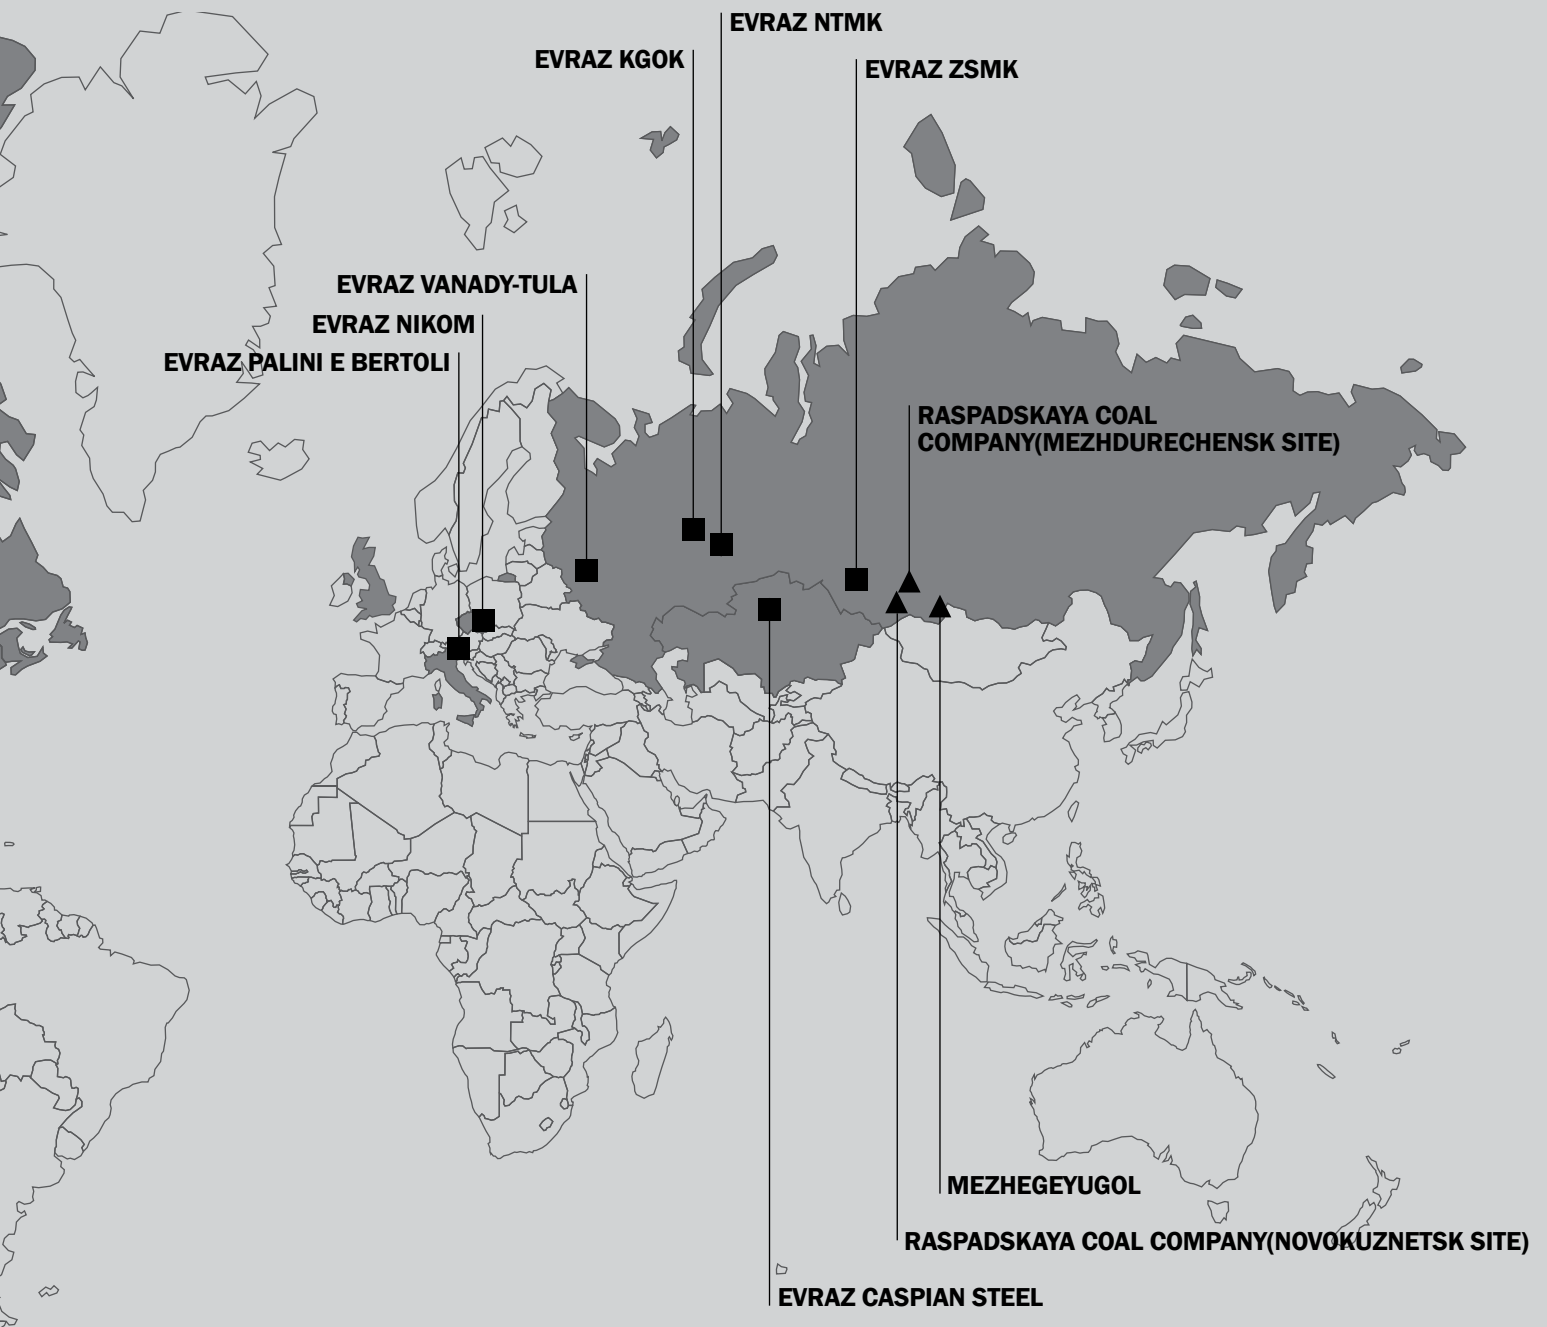 EVRAZ NTMK
EVRAZ KGOK
EVRAZ ZSMK
EVRAZ VANADY-TULA
EVRAZ NIKOM
EVRAZ PALINI E BERTOLI
RASPADSKAYA COAL
COMPANY(MEZHDURECHENSK SITE)
MEZHEGEYUGOL
RASPADSKAYA COAL COMPANY(NOVOKUZNETSK SITE)
EVRAZ CASPIAN STEEL